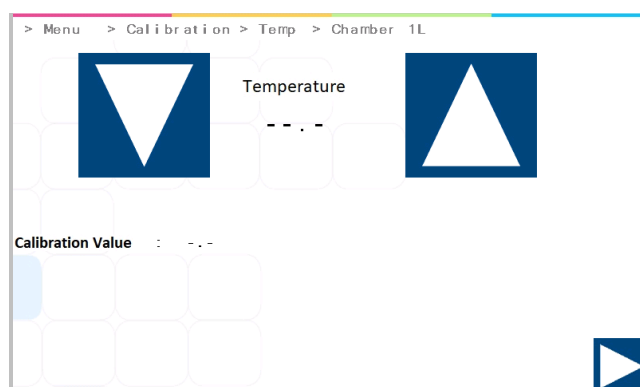 > Menu > Calibration > Temp > Chamber 1L
Temperature
--.-
Calibration Value : -.-